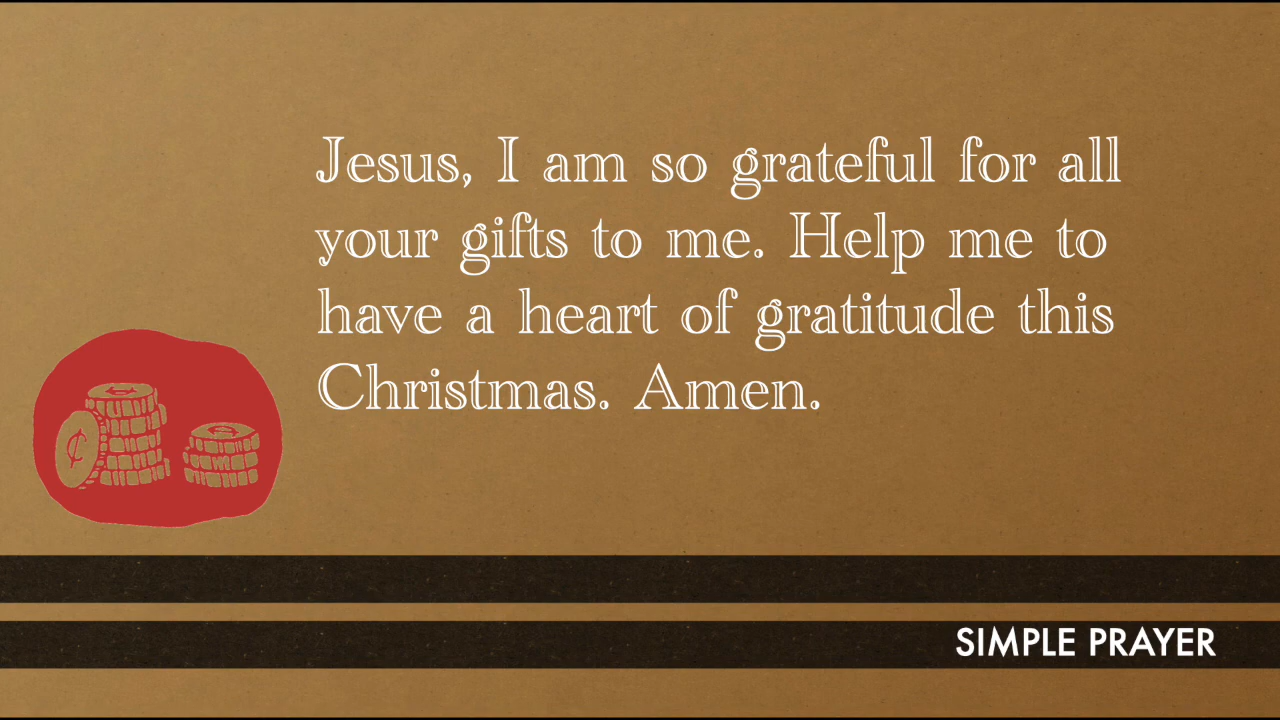 Jesus, I am so grateful for all
your gifts to me. Help me to
have a heart of gratitude this
Christmas. Amen.
¢
SIMPLE PRAYER